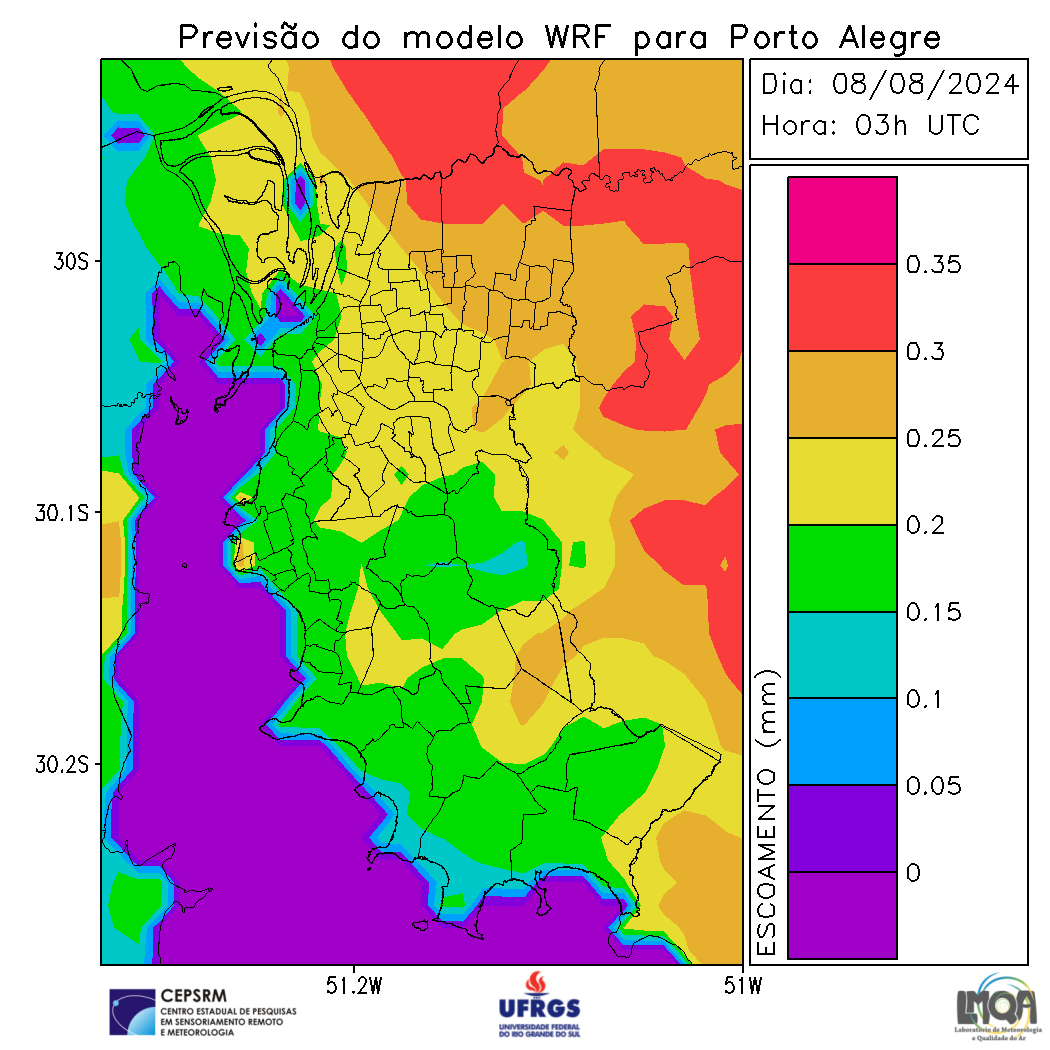 Previsão do modelo WRF para Porto Alegre
Dia: 08/08/2024
Hora: 03h UTC
30S
30.1S
30.2S
51.2W
51W
ESCOAMENTO (mm)
0.35
0.3
0.25
0.2
0.15
0.1
0.05
0
CEPSRM
CENTRO ESTADUAL DE PESQUISAS
EM SENSORIAMENTO REMOTO
E METEOROLOGIA
UFRGS
UNIVERSIDADE FEDERAL
DO RIO GRANDE DO SUL
LMQA
Laboratório de Meteorologia
e Qualidade do Ar